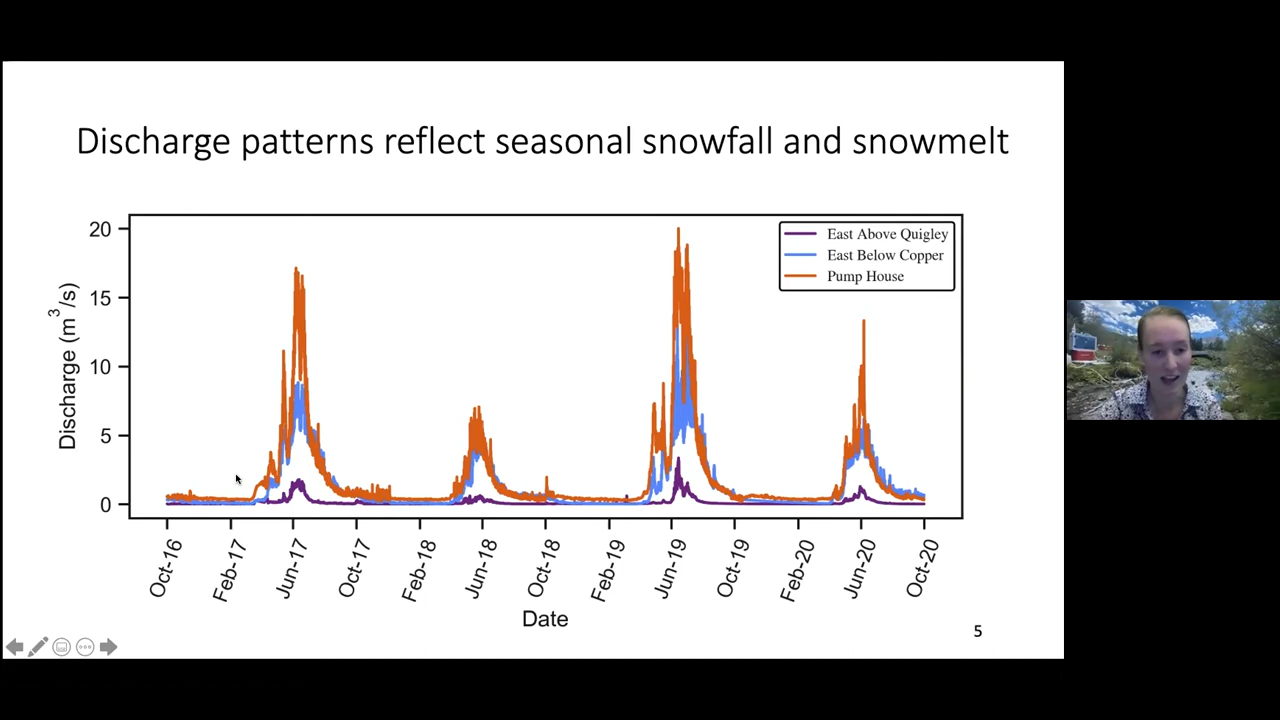 Discharge patterns reflect seasonal snowfall and snowmelt
20
15
10
5
0
Discharge (m³/s)
East Above Quigley
East Below Copper
Pump House
Oct-16
Feb-17
Jun-17
Oct-17
Feb-18
Jun-18
Oct-18
Feb-19
Jun-19
Oct-19
Feb-20
Jun-20
Oct-20
Date
5